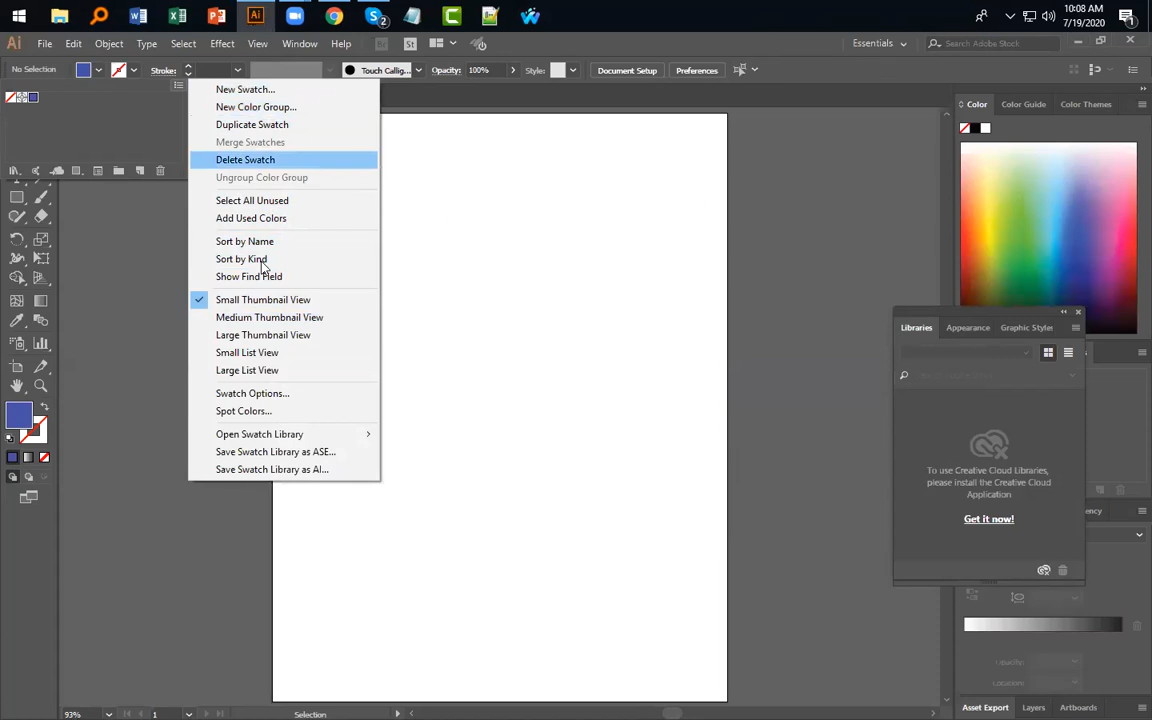 10:08 AM
7/19/2020
Ai File Edit Object Type Select Effect View Window Help Br St Essentials Search Adobe Stock
No Selection Stroke: Touch Callig... Opacity: 100% Style: Document Setup Preferences
New Swatch...
New Color Group...
Duplicate Swatch
Merge Swatches
Delete Swatch
Ungroup Color Group
Select All Unused
Add Used Colors
Sort by Name
Sort by Kind
Show Find Field
Small Thumbnail View
Medium Thumbnail View
Large Thumbnail View
Small List View
Large List View
Swatch Options...
Spot Colors...
Open Swatch Library
Save Swatch Library as ASE...
Save Swatch Library as AI...
Color Color Guide Color Themes
Libraries Appearance Graphic Styles
To use Creative Cloud Libraries,
please install the Creative Cloud
Application
Get it now!
Opacity:
Location:
Asset Export Layers Artboards
93% 1 Selection